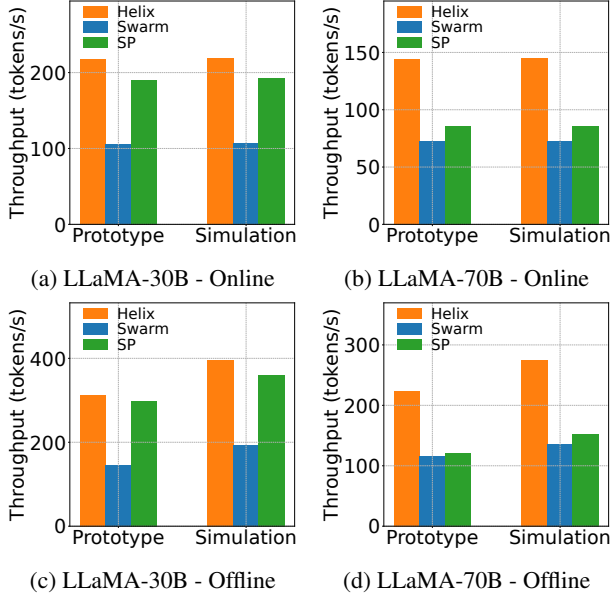 Throughput (tokens/s)
200
100
0
Helix
Swarm
SP
Prototype
Simulation
(a) LLaMA-30B - Online
Throughput (tokens/s)
150
100
50
0
Helix
Swarm
SP
Prototype
Simulation
(b) LLaMA-70B - Online
Throughput (tokens/s)
400
200
0
Helix
Swarm
SP
Prototype
Simulation
(c) LLaMA-30B - Offline
Throughput (tokens/s)
300
200
100
0
Helix
Swarm
SP
Prototype
Simulation
(d) LLaMA-70B - Offline